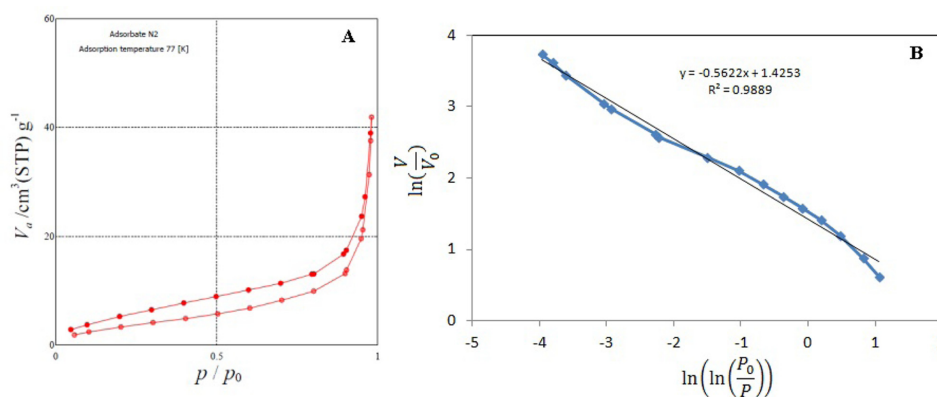 60
Adsorbate N2
Adsorption temperature 77 [K]
A
40
V_a /cm³(STP) g⁻¹
20
0
0
0.5
1
p / p₀
4
B
y = -0.5622x + 1.4253
R² = 0.9889
3
ln(V/V₀)
2
1
0
-5 -4 -3 -2 -1 0 1
ln(ln(P₀/P))